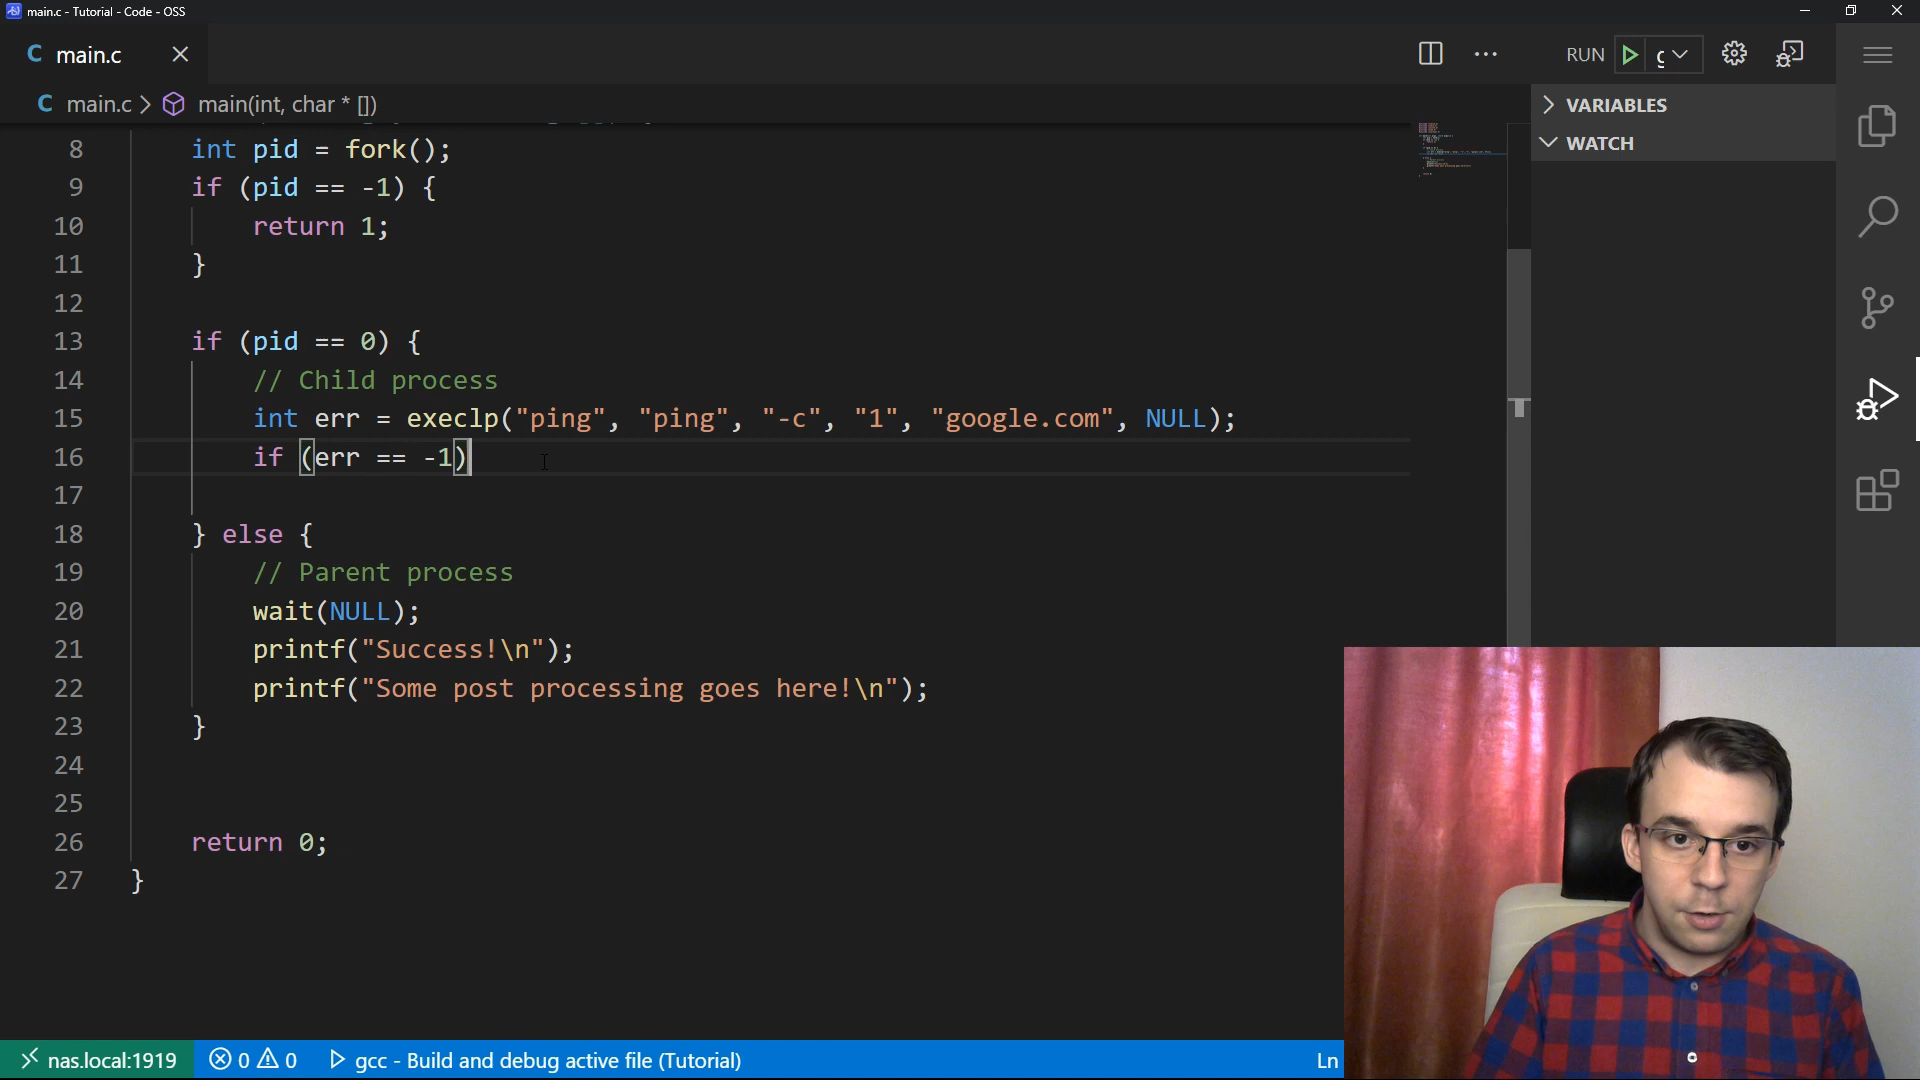 main.c - Tutorial - Code - OSS
C main.c
RUN
C main.c > main(int, char * [])
VARIABLES
WATCH
8 int pid = fork();
9 if (pid == -1) {
10 return 1;
11 }
12
13 if (pid == 0) {
14 // Child process
15 int err = execlp("ping", "ping", "-c", "1", "google.com", NULL);
16 if (err == -1)
17
18 } else {
19 // Parent process
20 wait(NULL);
21 printf("Success!\n");
22 printf("Some post processing goes here!\n");
23 }
24
25
26 return 0;
27 }
nas.local:1919 0 0 gcc - Build and debug active file (Tutorial) Ln